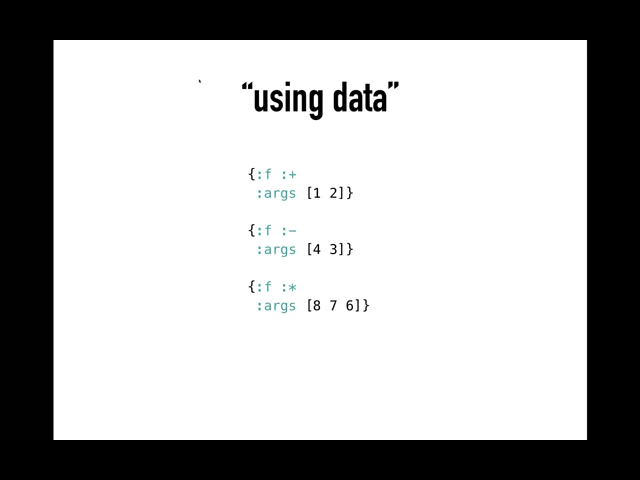 “using data”
{:f :+
:args [1 2]}
{:f :-
:args [4 3]}
{:f :*
:args [8 7 6]}